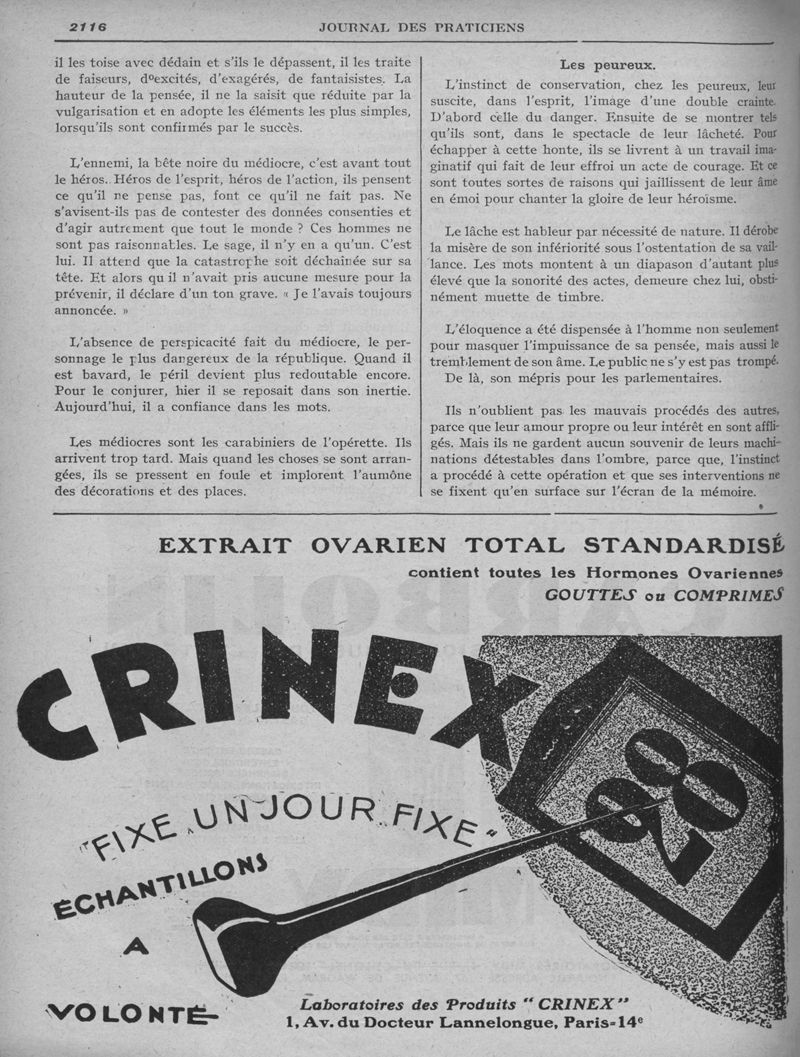 2116
JOURNAL DES PRATICIENS
il les toise avec dédain et s'ils le dépassent, il les traite
de faiseurs, d°excités, d'exagérés, de fantaisistes. La
hauteur de la pensée, il ne la saisit que réduite par la
vulgarisation et en adopte les éléments les plus simples,
lorsqu'ils sont confirmés par le succès.
L'ennemi, la bête noire du médiocre, c'est avant tout
le héros. Héros de l'esprit, héros de l'action, ils pensent
ce qu'il ne pense pas, font ce qu'il ne fait pas. Ne
s'avisent-ils pas de contester des données consenties et
d'agir autrement que tout le monde ? Ces hommes ne
sont pas raisonnables. Le sage, il n'y en a qu'un. C'est
lui. Il attend que la catastrophe soit déchainée sur sa
tête. Et alors qu il n'avait pris aucune mesure pour la
prévenir, il déclare d'un ton grave. « Je l'avais toujours
annoncée. »
L'absence de perspicacité fait du médiocre, le per-
sonnage le plus dangereux de la république. Quand il
est bavard, le péril devient plus redoutable encore.
Pour le conjurer, hier il se reposait dans son inertie.
Aujourd'hui, il a confiance dans les mots.
Les médiocres sont les carabiniers de l'opérette. Ils
arrivent trop tard. Mais quand les choses se sont arran-
gées, ils se pressent en foule et implorent l'aumône
des décorations et des places.
Les peureux.
L'instinct de conservation, chez les peureux, leur
suscite, dans l'esprit, l'image d'une double crainte.
D'abord celle du danger. Ensuite de se montrer tels
qu'ils sont, dans le spectacle de leur lâcheté. Pour
échapper à cette honte, ils se livrent à un travail ima-
ginatif qui fait de leur effroi un acte de courage. Et ce
sont toutes sortes de raisons qui jaillissent de leur âme
en émoi pour chanter la gloire de leur héroïsme.
Le lâche est hableur par nécessité de nature. Il dérobe
la misère de son infériorité sous l'ostentation de sa vail-
lance. Les mots montent à un diapason d'autant plus
élevé que la sonorité des actes, demeure chez lui, obsti-
nément muette de timbre.
L'éloquence a été dispensée à l'homme non seulement
pour masquer l'impuissance de sa pensée, mais aussi le
tremblement de son âme. Le public ne s'y est pas trompé.
De là, son mépris pour les parlementaires.
Ils n'oublient pas les mauvais procédés des autres,
parce que leur amour propre ou leur intérêt en sont affli-
gés. Mais ils ne gardent aucun souvenir de leurs machi-
nations détestables dans l'ombre, parce que, l'instinct
a procédé à cette opération et que ses interventions ne
se fixent qu'en surface sur l'écran de la mémoire.
EXTRAIT OVARIEN TOTAL STANDARDISÉ
contient toutes les Hormones Ovariennes
GOUTTES ou COMPRIMES
CRINEX
28
"FIXE UN JOUR FIXE"
ÉCHANTILLONS
A
VOLONTÉ
Laboratoires des Produits "CRINEX"
1, Av. du Docteur Lannelongue, Paris-14e